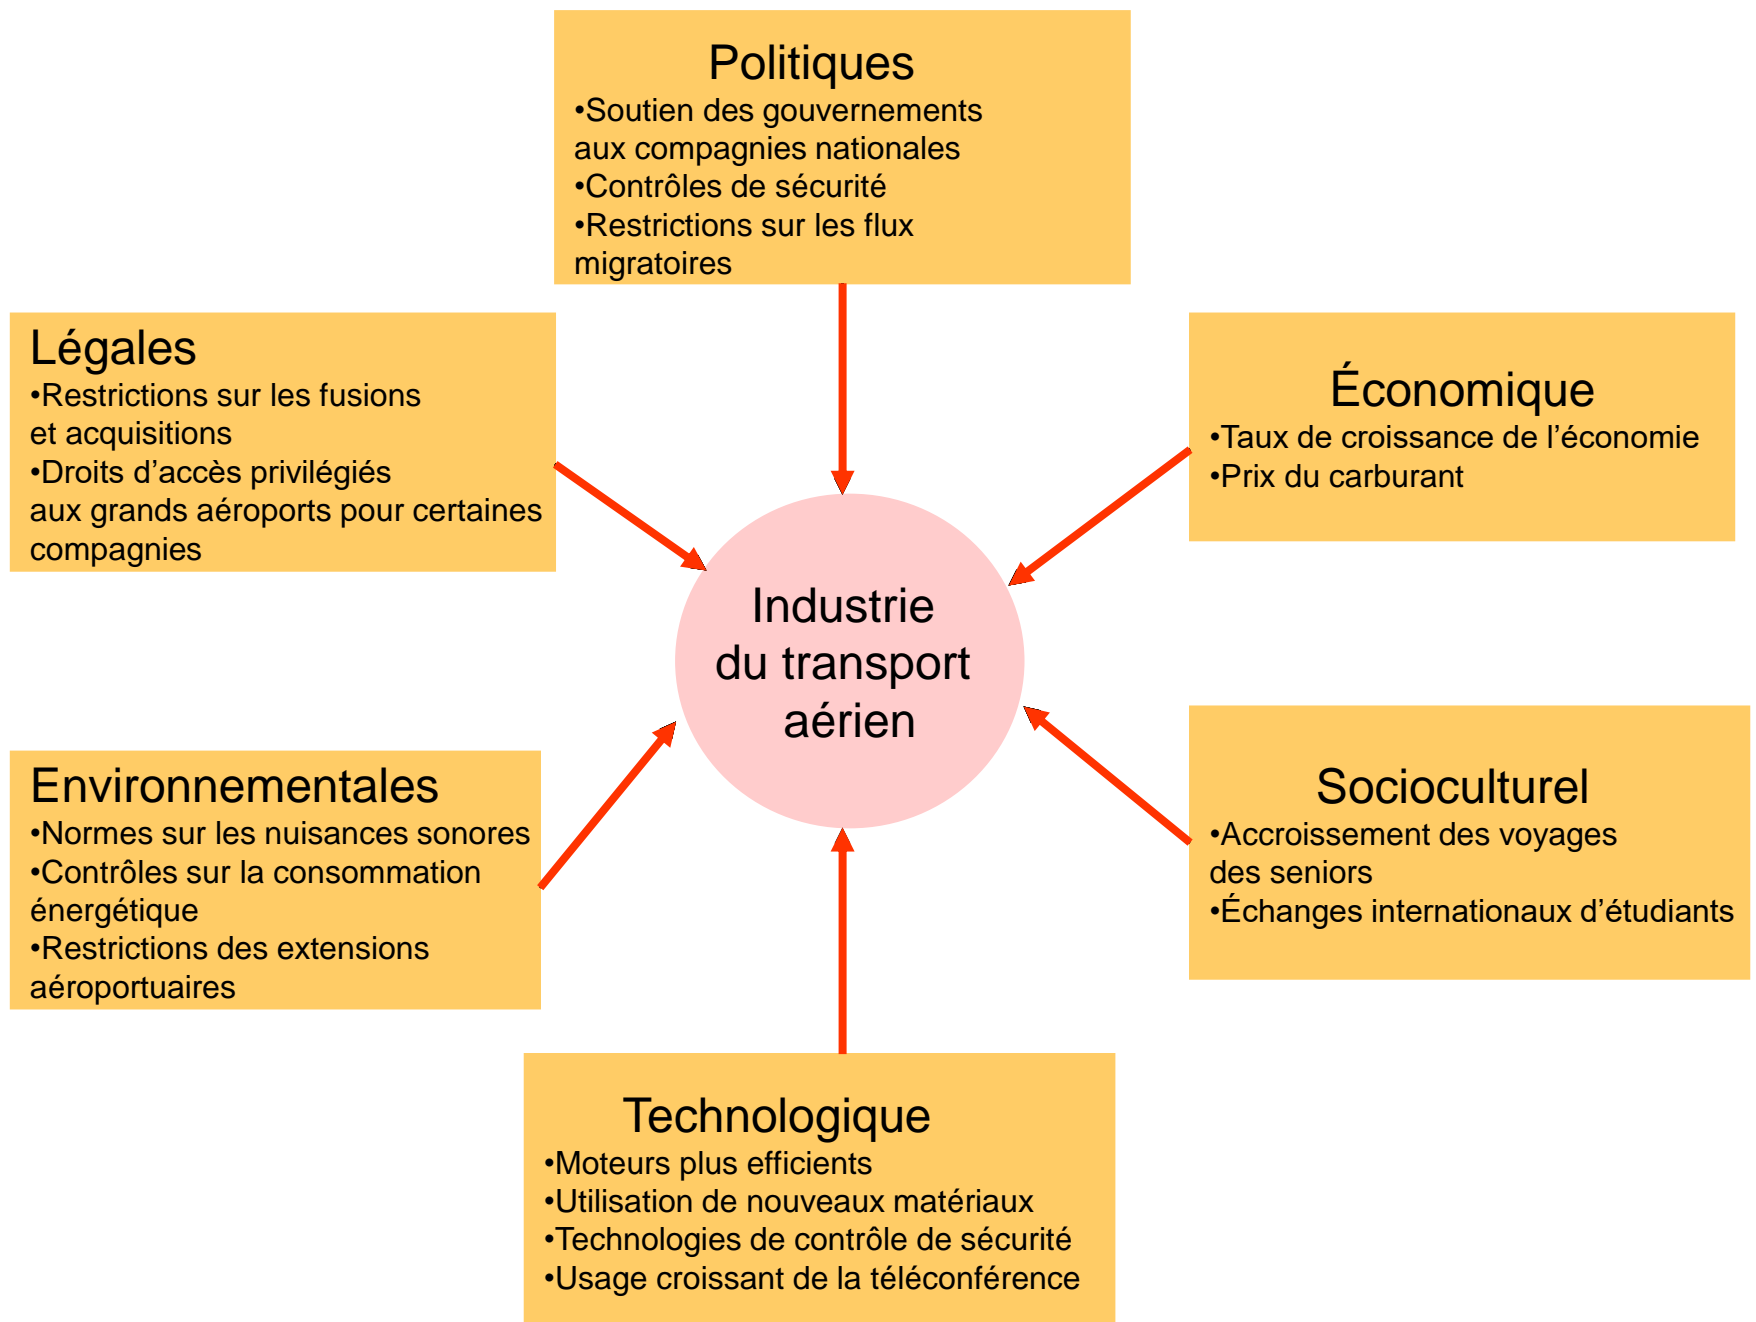 Politiques
•Soutien des gouvernements
aux compagnies nationales
•Contrôles de sécurité
•Restrictions sur les flux
migratoires
Légales
•Restrictions sur les fusions
et acquisitions
•Droits d’accès privilégiés
aux grands aéroports pour certaines
compagnies
Économique
•Taux de croissance de l’économie
•Prix du carburant
Industrie
du transport
aérien
Environnementales
•Normes sur les nuisances sonores
•Contrôles sur la consommation
énergétique
•Restrictions des extensions
aéroportuaires
Socioculturel
•Accroissement des voyages
des seniors
•Échanges internationaux d’étudiants
Technologique
•Moteurs plus efficients
•Utilisation de nouveaux matériaux
•Technologies de contrôle de sécurité
•Usage croissant de la téléconférence